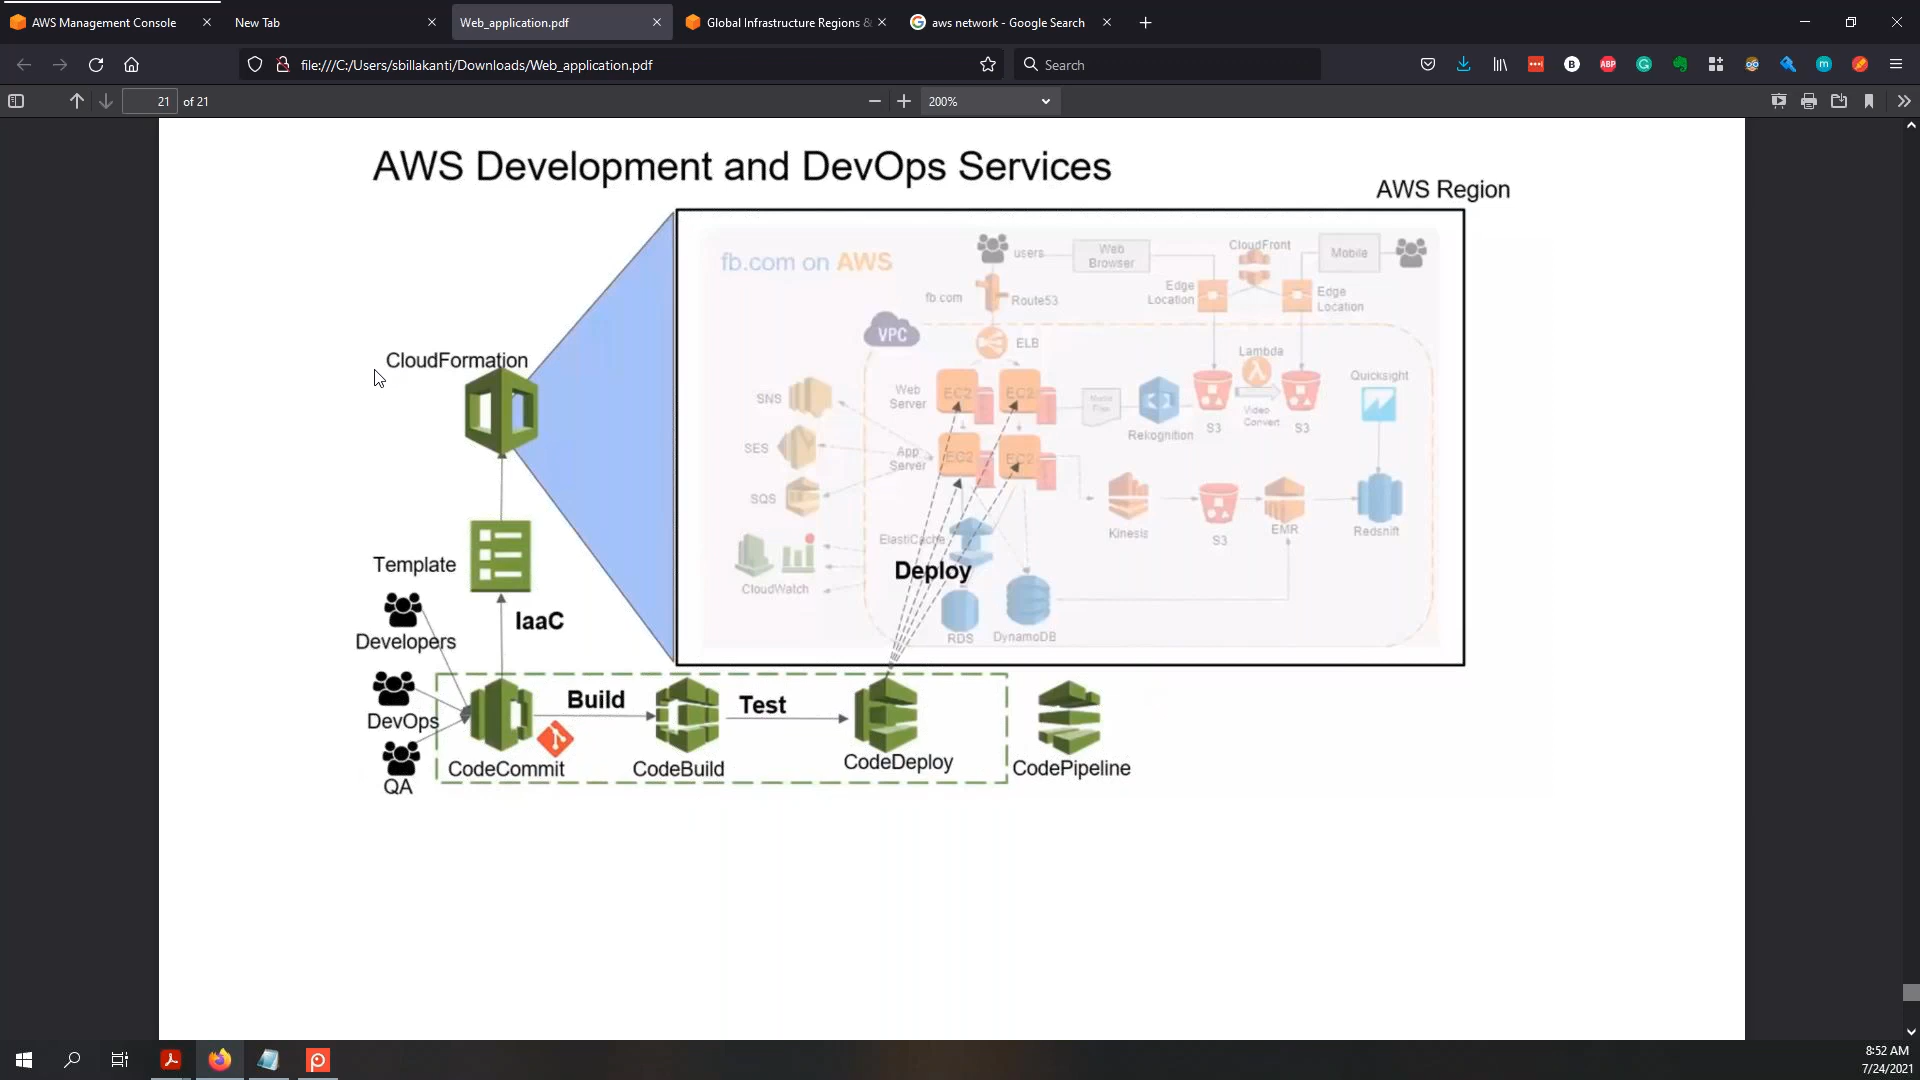 AWS Management Console
New Tab
Web_application.pdf
Global Infrastructure Regions &
aws network - Google Search
file:///C:/Users/sbillakanti/Downloads/Web_application.pdf
Search
21 of 21
200%
AWS Development and DevOps Services
AWS Region
fb.com on AWS
users
Web
Browser
CloudFront
Mobile
fb.com
Route53
Edge
Location
Edge
Location
VPC
ELB
Lambda
Quicksight
CloudFormation
SNS
Web
Server
EC2
EC2
Media
Files
Rekognition
S3
Video
Convert
S3
SES
App
Server
EC2
EC2
SQS
Kinesis
S3
EMR
Redshift
ElastiCache
Deploy
CloudWatch
RDS
DynamoDB
Template
IaaC
Developers
DevOps
QA
Build
Test
CodeCommit
CodeBuild
CodeDeploy
CodePipeline
8:52 AM
7/24/2021